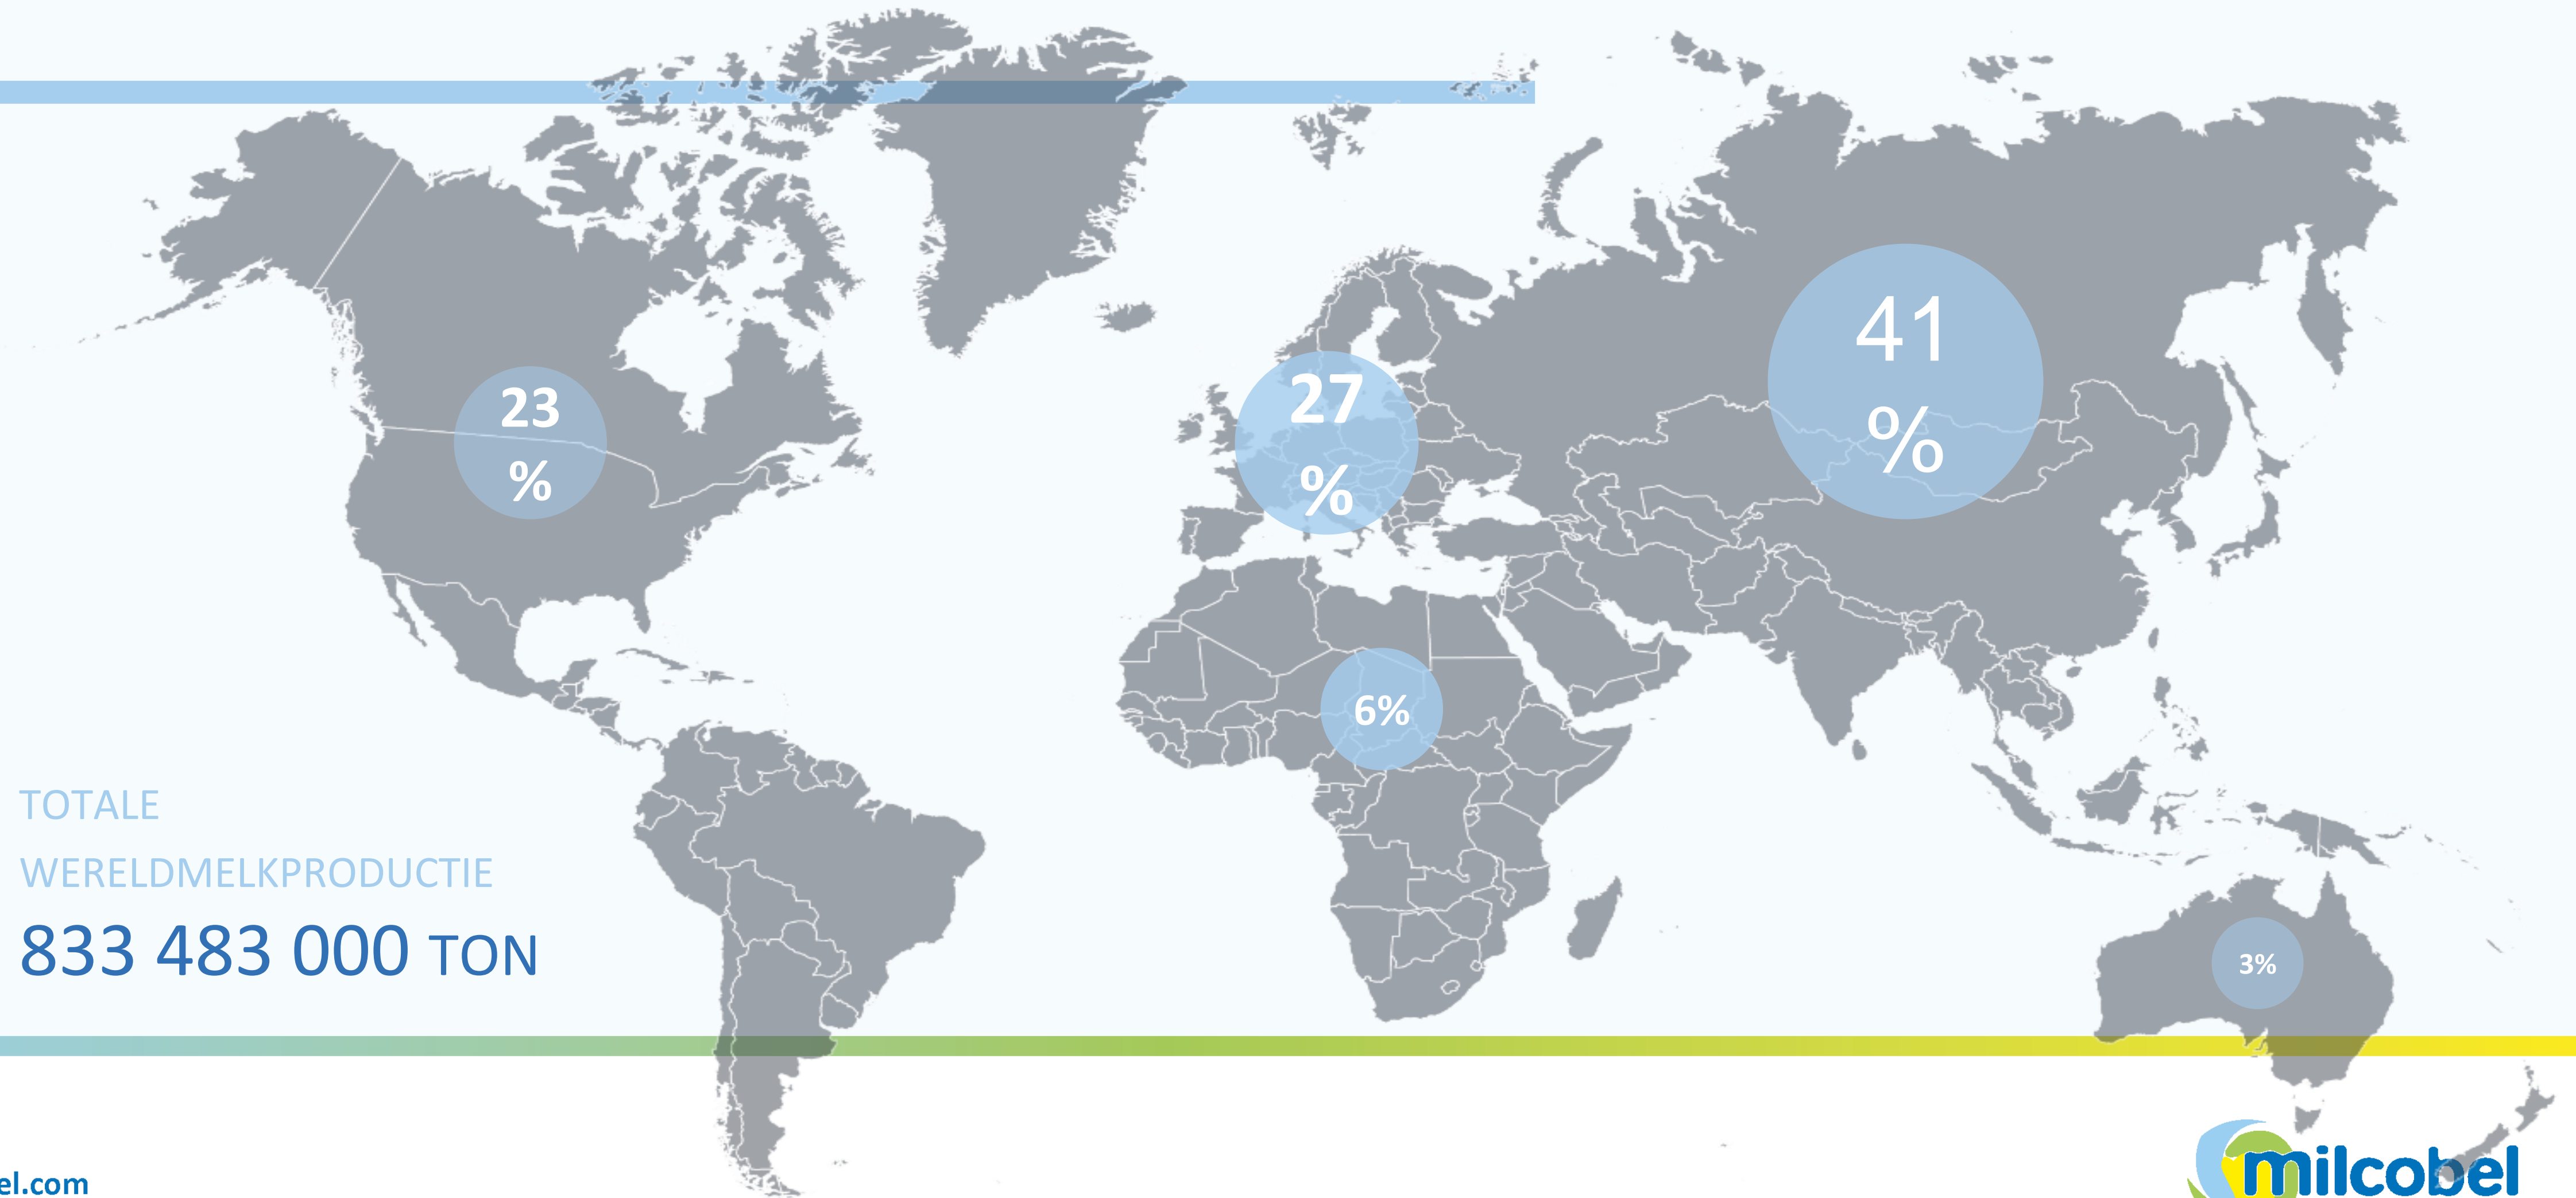 41
%
23
%
27
%
6%
TOTALE
WERELDMELKPRODUCTIE
833 483 000 TON
3%
el.com
milcobel